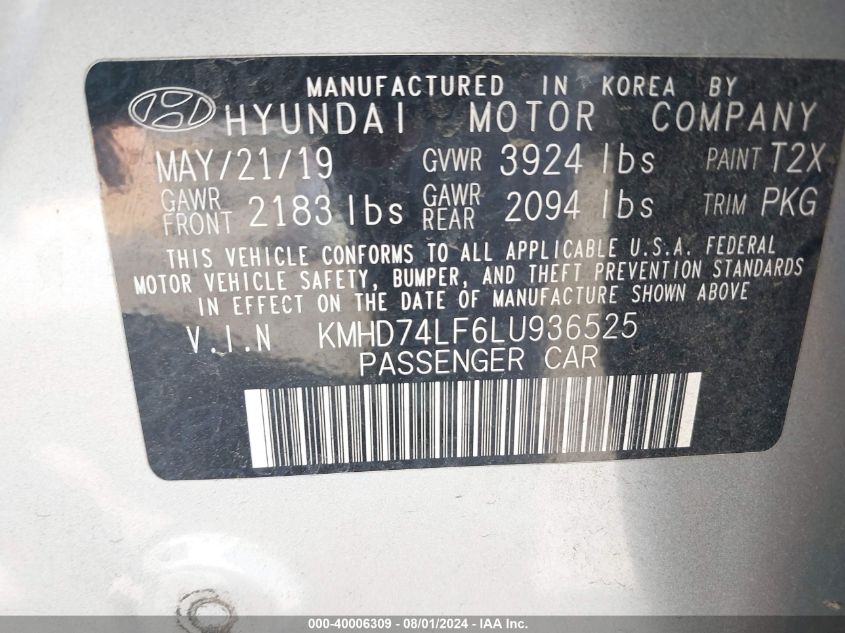 MANUFACTURED IN KOREA BY
HYUNDAI MOTOR COMPANY
MAY/21/19 GVWR 3924 lbs PAINT T2X
GAWR FRONT 2183 lbs GAWR REAR 2094 lbs TRIM PKG
THIS VEHICLE CONFORMS TO ALL APPLICABLE U.S.A. FEDERAL
MOTOR VEHICLE SAFETY, BUMPER, AND THEFT PREVENTION STANDARDS
IN EFFECT ON THE DATE OF MANUFACTURE SHOWN ABOVE
V.I.N KMHD74LF6LU936525
PASSENGER CAR
000-40006309 - 08/01/2024 - IAA Inc.